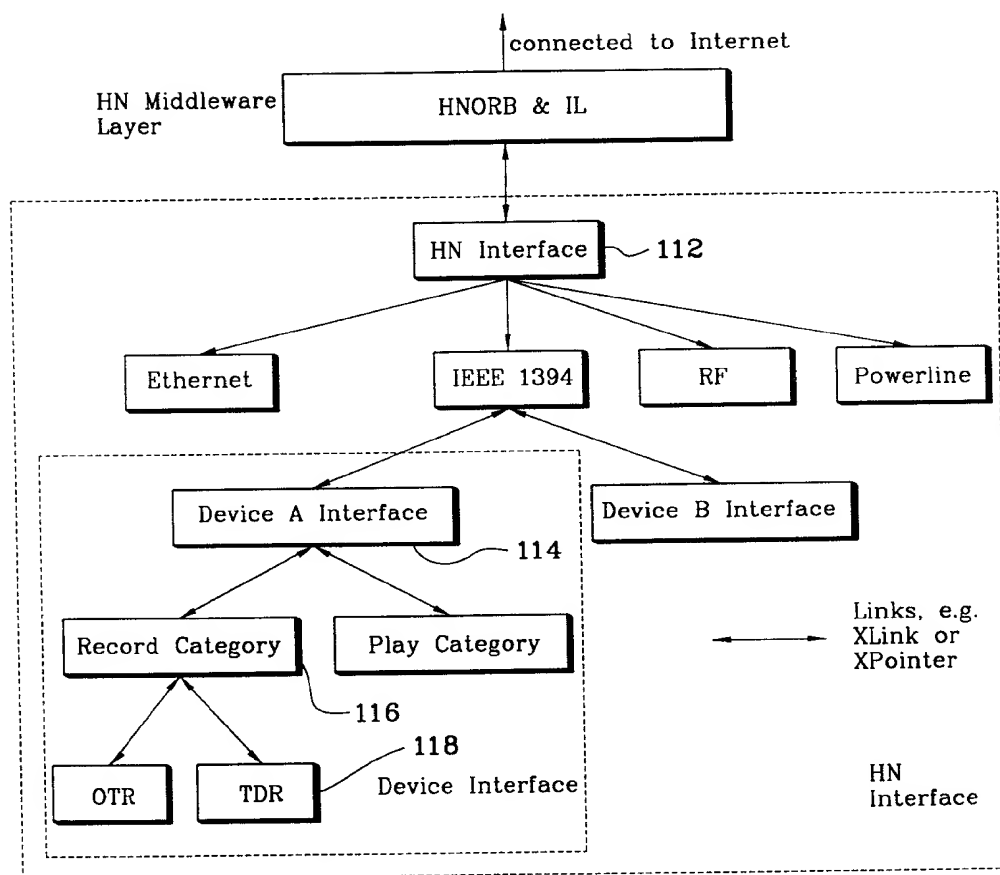 connected to Internet
HN Middleware
Layer
HNORB & IL
HN Interface
112
Ethernet
IEEE 1394
RF
Powerline
Device A Interface
114
Device B Interface
Record Category
116
Play Category
Links, e.g.
XLink or
XPointer
OTR
TDR
118
Device Interface
HN
Interface